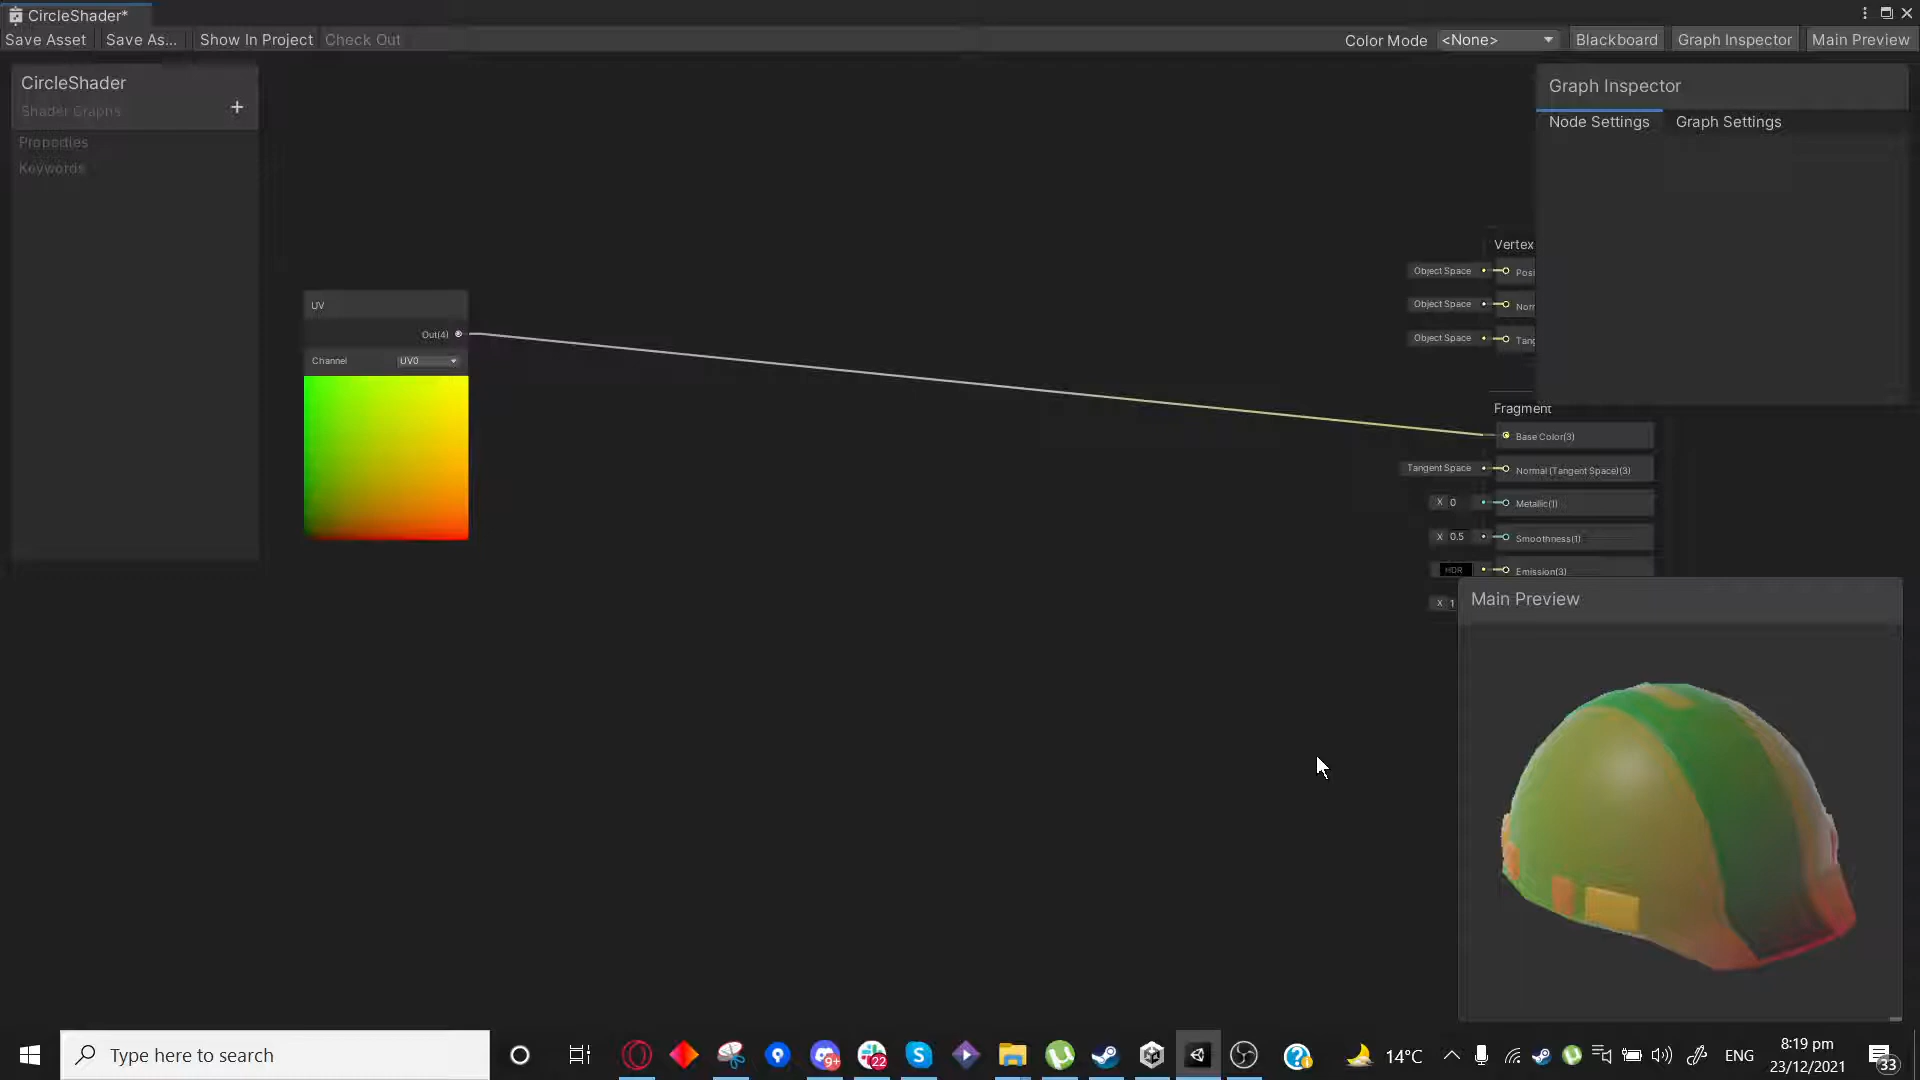 CircleShader*
Save Asset
Save As...
Show In Project
Check Out
Color Mode
<None>
Blackboard
Graph Inspector
Main Preview
CircleShader
Shader Graphs
+
Properties
Keywords
UV
Out(4)
Channel
UV0
Graph Inspector
Node Settings
Graph Settings
Vertex
Object Space
Object Space
Object Space
Fragment
Base Color(3)
Tangent Space
Normal (Tangent Space)(3)
X 0
Metallic(1)
X 0.5
Smoothness(1)
HDR
Emission(3)
X 1
Main Preview
Type here to search
9+
22
14°C
ENG
8:19 pm
23/12/2021
33